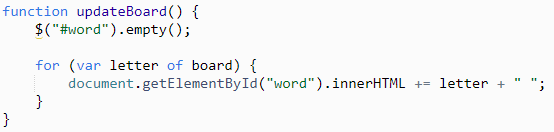 function updateBoard() {
    $("#word").empty();

    for (var letter of board) {
        document.getElementById("word").innerHTML += letter + " ";
    }
}